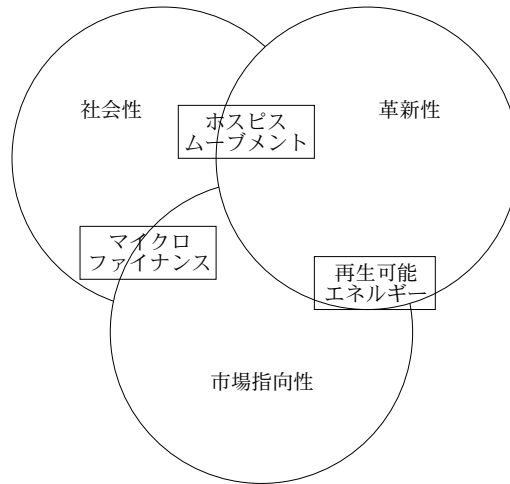 社会性
革新性
ホスピス
ムーブメント
マイクロ
ファイナンス
再生可能
エネルギー
市場指向性